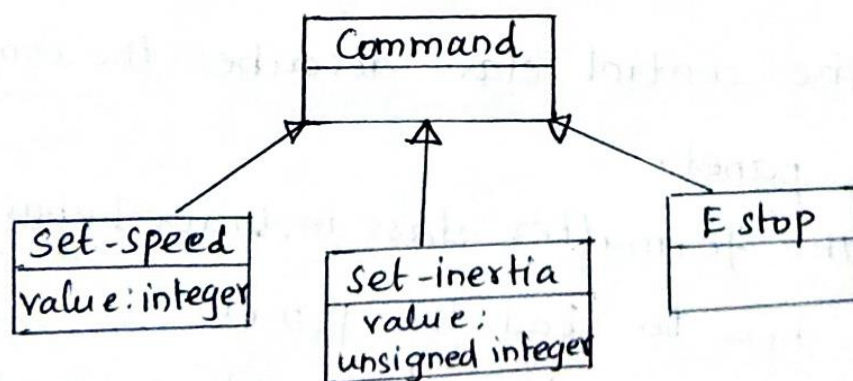 Command
Set-speed
value: integer
set-inertia
value:
unsigned integer
E stop